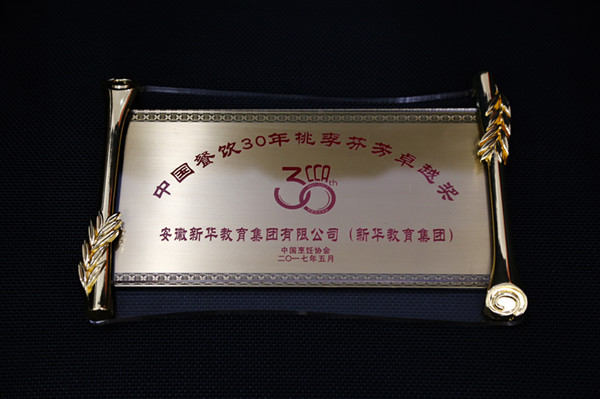 中国餐饮30年桃李芬芳卓越奖
CCA
30th
安徽新华教育集团有限公司（新华教育集团）
中国烹饪协会
二〇一七年五月